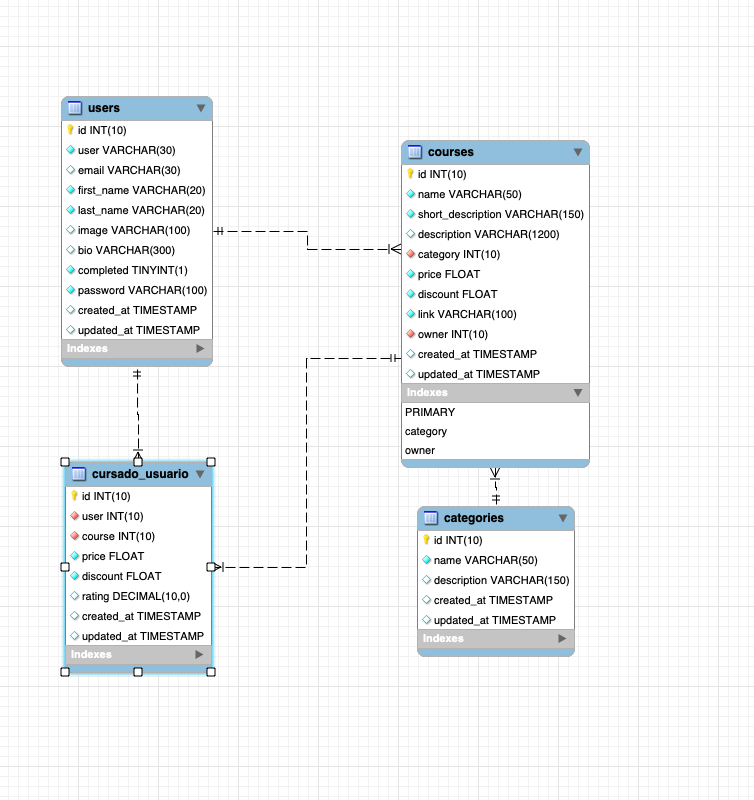 users
id INT(10)
user VARCHAR(30)
email VARCHAR(30)
first_name VARCHAR(20)
last_name VARCHAR(20)
image VARCHAR(100)
bio VARCHAR(300)
completed TINYINT(1)
password VARCHAR(100)
created_at TIMESTAMP
updated_at TIMESTAMP
Indexes
courses
id INT(10)
name VARCHAR(50)
short_description VARCHAR(150)
description VARCHAR(1200)
category INT(10)
price FLOAT
discount FLOAT
link VARCHAR(100)
owner INT(10)
created_at TIMESTAMP
updated_at TIMESTAMP
Indexes
PRIMARY
category
owner
cursado_usuario
id INT(10)
user INT(10)
course INT(10)
price FLOAT
discount FLOAT
rating DECIMAL(10,0)
created_at TIMESTAMP
updated_at TIMESTAMP
Indexes
categories
id INT(10)
name VARCHAR(50)
description VARCHAR(150)
created_at TIMESTAMP
updated_at TIMESTAMP
Indexes